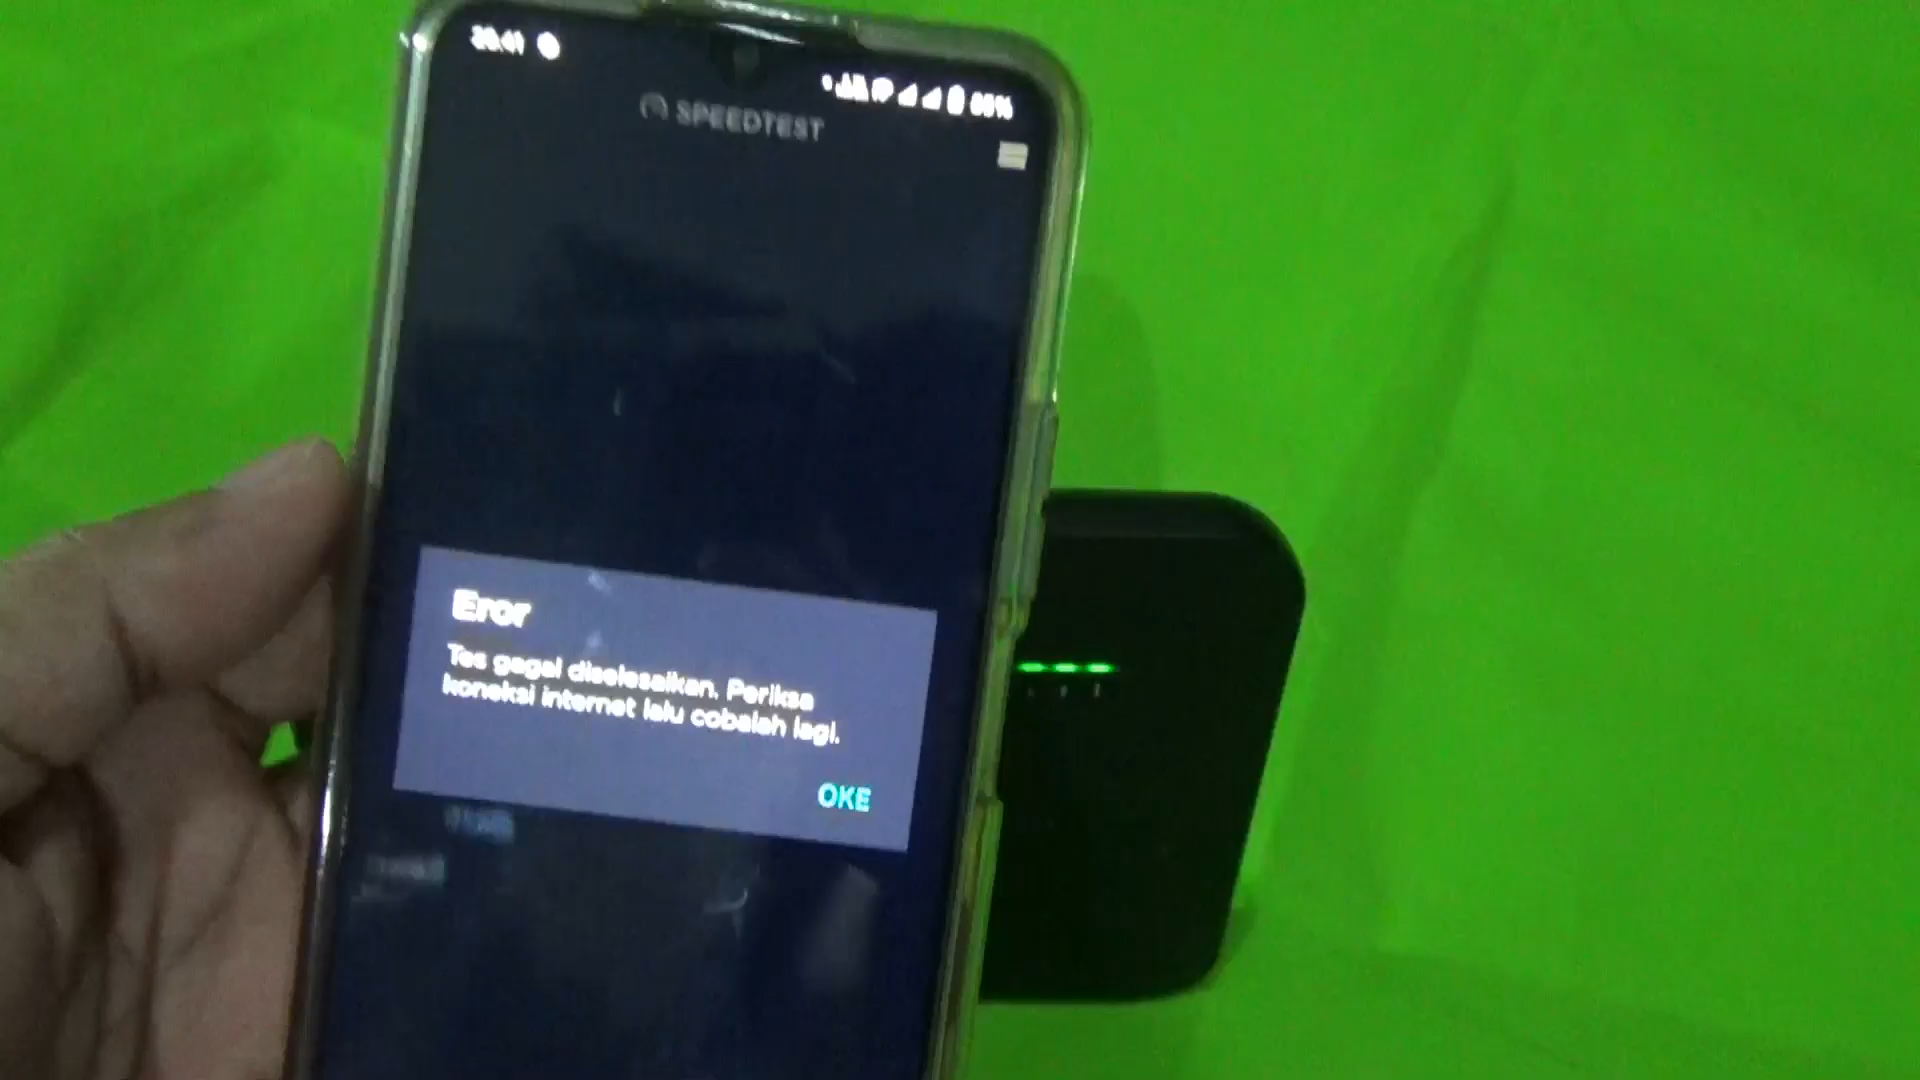 SPEEDTEST
Eror
Tes gagal diselesaikan. Periksa
koneksi internet lalu cobalah lagi.
OKE